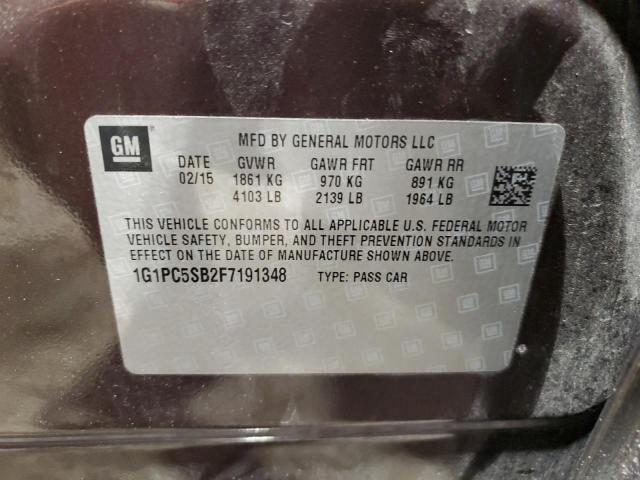 GM
MFD BY GENERAL MOTORS LLC
DATE GVWR GAWR FRT GAWR RR
02/15 1861 KG 970 KG 891 KG
4103 LB 2139 LB 1964 LB
THIS VEHICLE CONFORMS TO ALL APPLICABLE U.S. FEDERAL MOTOR
VEHICLE SAFETY, BUMPER, AND THEFT PREVENTION STANDARDS IN
EFFECT ON THE DATE OF MANUFACTURE SHOWN ABOVE.
1G1PC5SB2F7191348 TYPE: PASS CAR